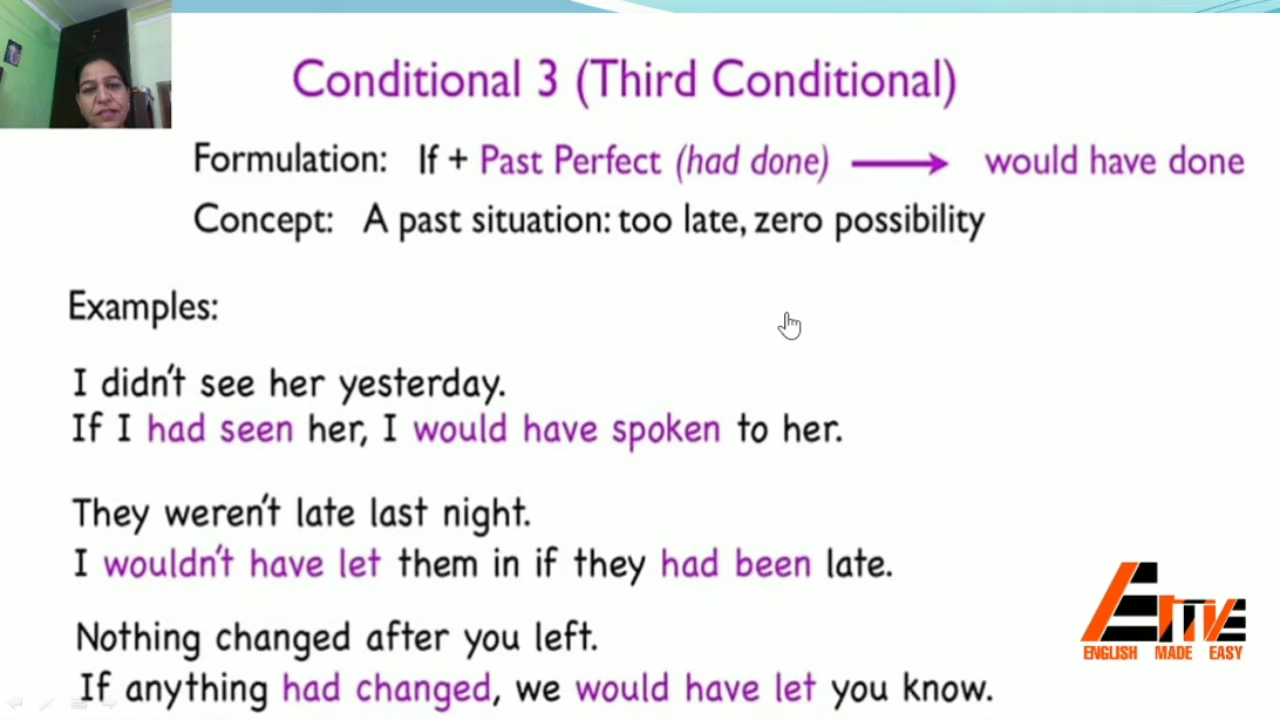 Conditional 3 (Third Conditional)
Formulation: If + Past Perfect (had done) ⟶ would have done
Concept: A past situation: too late, zero possibility
Examples:
I didn't see her yesterday.
If I had seen her, I would have spoken to her.
They weren't late last night.
I wouldn't have let them in if they had been late.
Nothing changed after you left.
If anything had changed, we would have let you know.
EME
ENGLISH MADE EASY